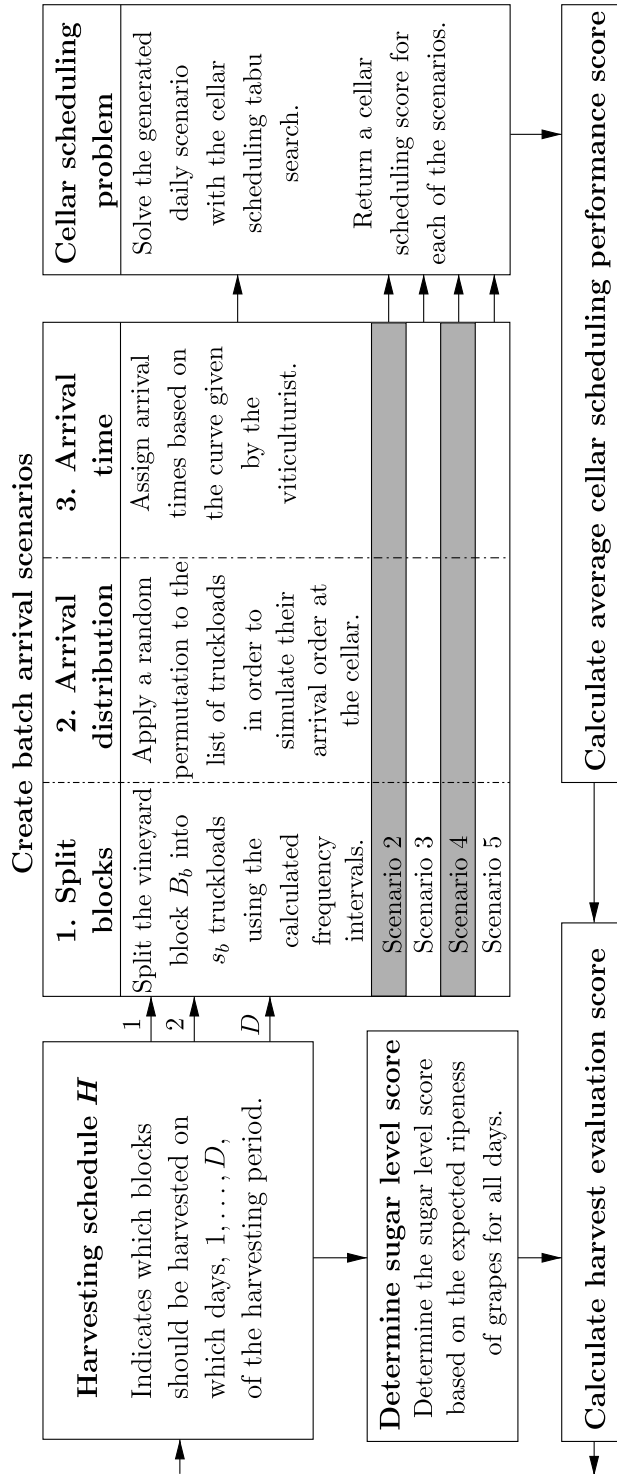 Create batch arrival scenarios
Harvesting schedule H
Indicates which blocks
should be harvested on
which days, 1, . . . , D,
of the harvesting period.
1
2
D
1. Split
blocks
Split the vineyard
block B_b into
s_b truckloads
using the
calculated
frequency
intervals.
2. Arrival
distribution
Apply a random
permutation to the
list of truckloads
in order to
simulate their
arrival order at
the cellar.
3. Arrival
time
Assign arrival
times based on
the curve given
by the
viticulturist.
Scenario 2
Scenario 3
Scenario 4
Scenario 5
Cellar scheduling
problem
Solve the generated
daily scenario
with the cellar
scheduling tabu
search.
Return a cellar
scheduling score for
each of the scenarios.
Determine sugar level score
Determine the sugar level score
based on the expected ripeness
of grapes for all days.
Calculate harvest evaluation score
Calculate average cellar scheduling performance score